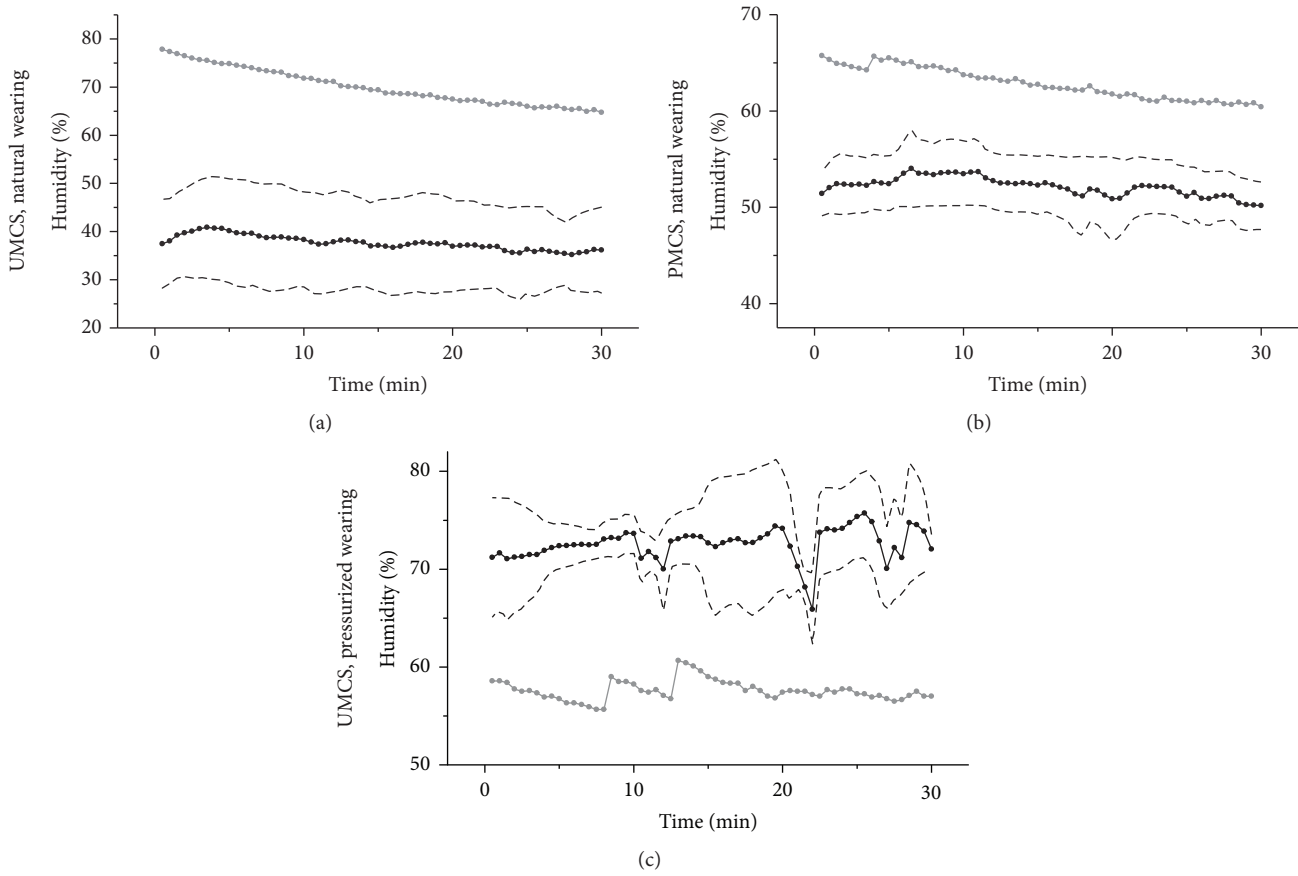 UMCS, natural wearing
Humidity (%)
80
70
60
50
40
30
20
0
10
20
30
Time (min)
(a)
PMCS, natural wearing
Humidity (%)
70
60
50
40
0
10
20
30
Time (min)
(b)
UMCS, pressurized wearing
Humidity (%)
80
70
60
50
0
10
20
30
Time (min)
(c)